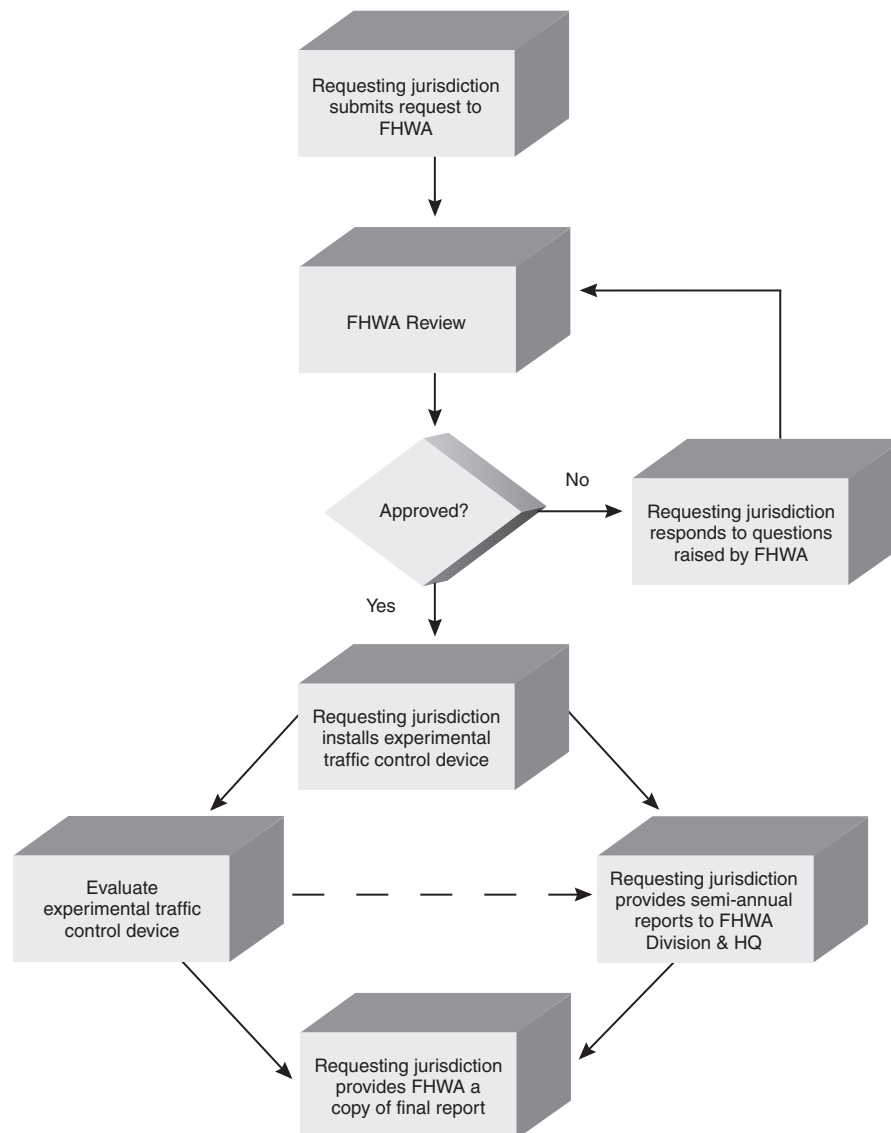 Requesting jurisdiction
submits request to
FHWA
FHWA Review
Approved?
No
Requesting jurisdiction
responds to questions
raised by FHWA
Yes
Requesting jurisdiction
installs experimental
traffic control device
Evaluate
experimental traffic
control device
Requesting jurisdiction
provides semi-annual
reports to FHWA
Division & HQ
Requesting jurisdiction
provides FHWA a
copy of final report